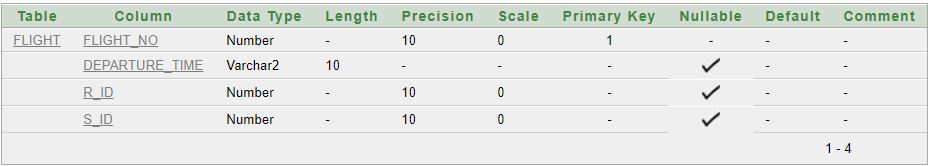 Table Column Data Type Length Precision Scale Primary Key Nullable Default Comment
FLIGHT FLIGHT_NO Number - 10 0 1 - - -
DEPARTURE_TIME Varchar2 10 - - - - -
R_ID Number - 10 0 - - -
S_ID Number - 10 0 - - -
1 - 4